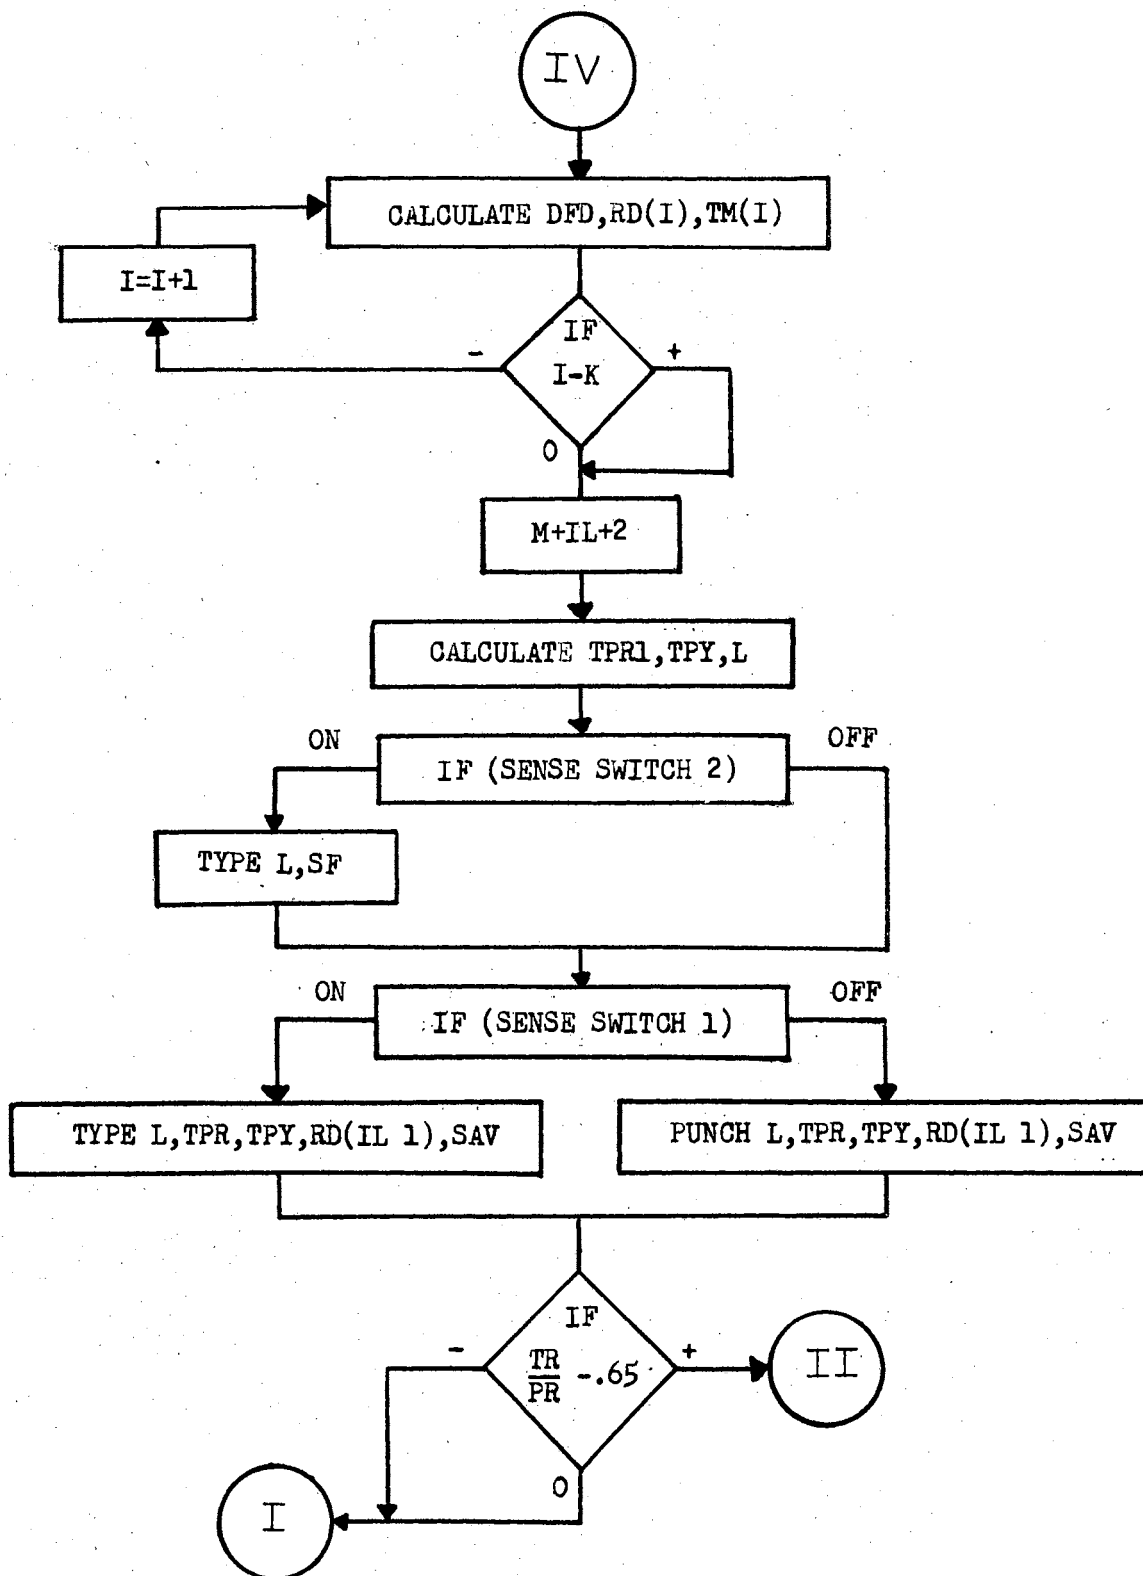 IV
CALCULATE DFD,RD(I),TM(I)
I=I+1
IF
I-K
-
+
0
M+IL+2
CALCULATE TPR1,TPY,L
ON
OFF
IF (SENSE SWITCH 2)
TYPE L,SF
ON
OFF
IF (SENSE SWITCH 1)
TYPE L,TPR,TPY,RD(IL 1),SAV
PUNCH L,TPR,TPY,RD(IL 1),SAV
IF
TR
PR
-.65
-
+
II
0
I